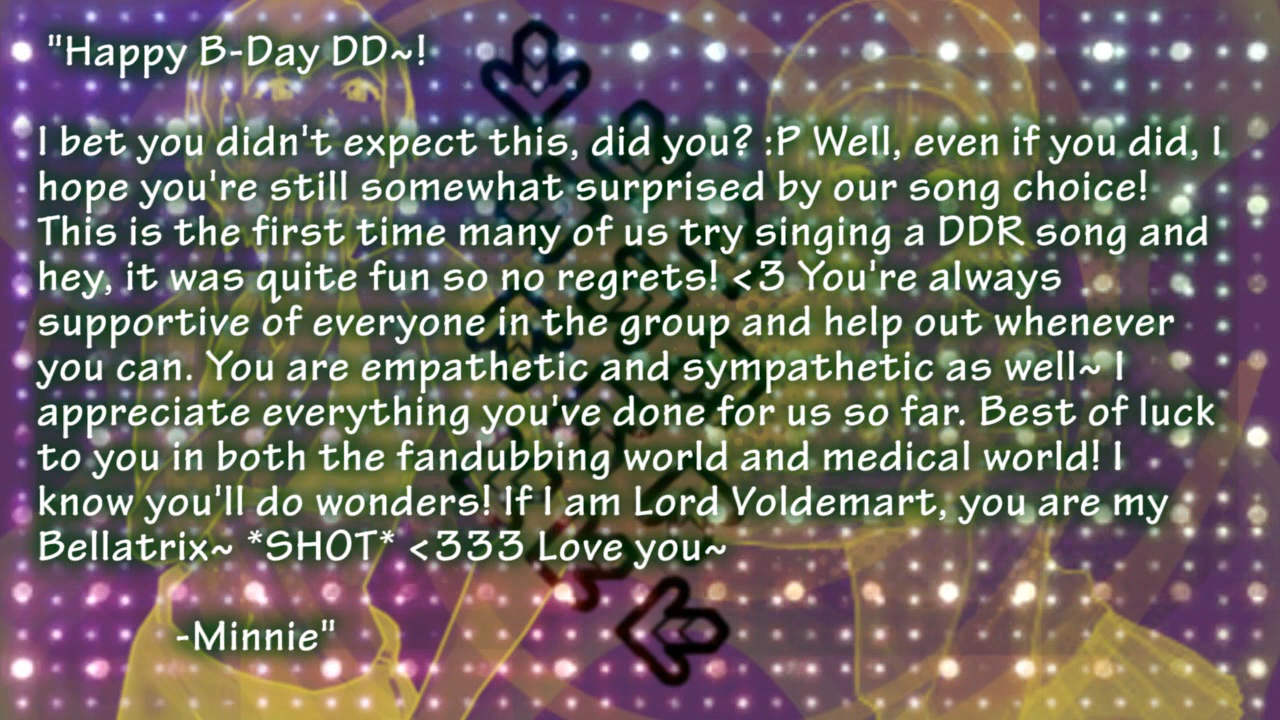 "Happy B-Day DD~!
I bet you didn't expect this, did you? :P Well, even if you did, I
hope you're still somewhat surprised by our song choice!
This is the first time many of us try singing a DDR song and
hey, it was quite fun so no regrets! <3 You're always
supportive of everyone in the group and help out whenever
you can. You are empathetic and sympathetic as well~ I
appreciate everything you've done for us so far. Best of luck
to you in both the fandubbing world and medical world! I
know you'll do wonders! If I am Lord Voldemart, you are my
Bellatrix~ *SHOT* <333 Love you~
-Minnie"